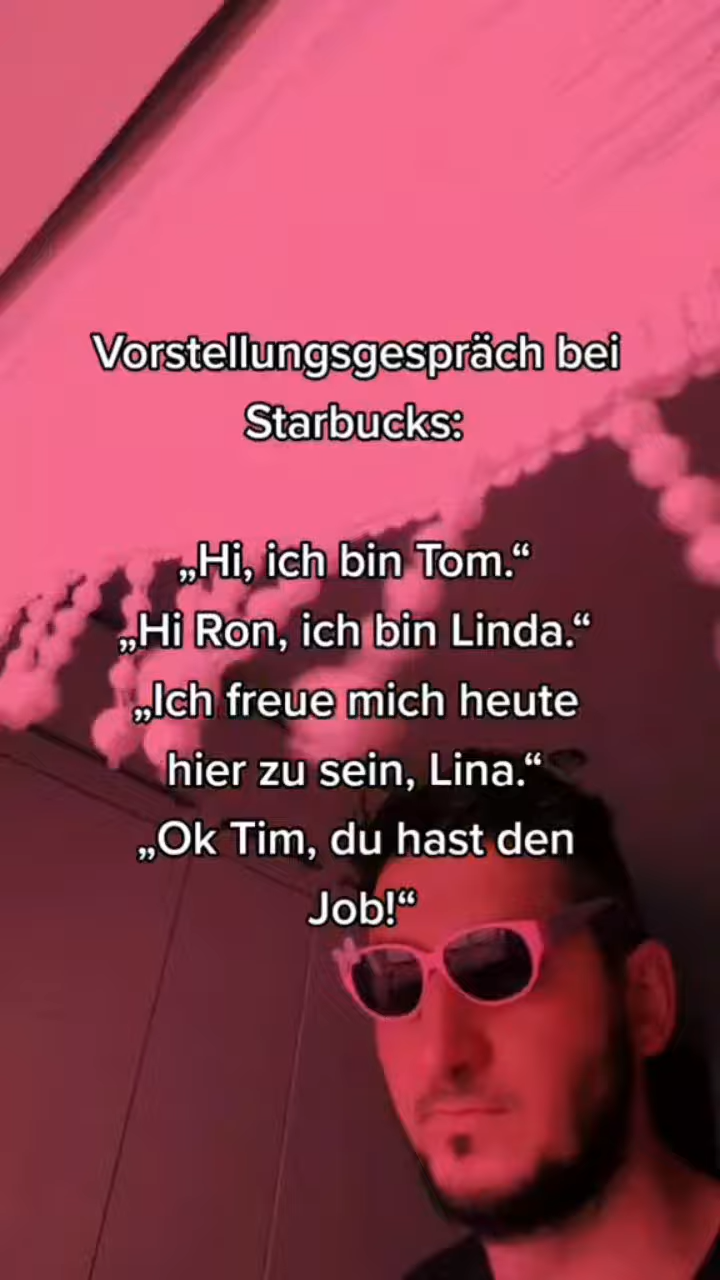 Vorstellungsgespräch bei
Starbucks:
„Hi, ich bin Tom.“
„Hi Ron, ich bin Linda.“
„Ich freue mich heute
hier zu sein, Lina.“
„Ok Tim, du hast den
Job!“